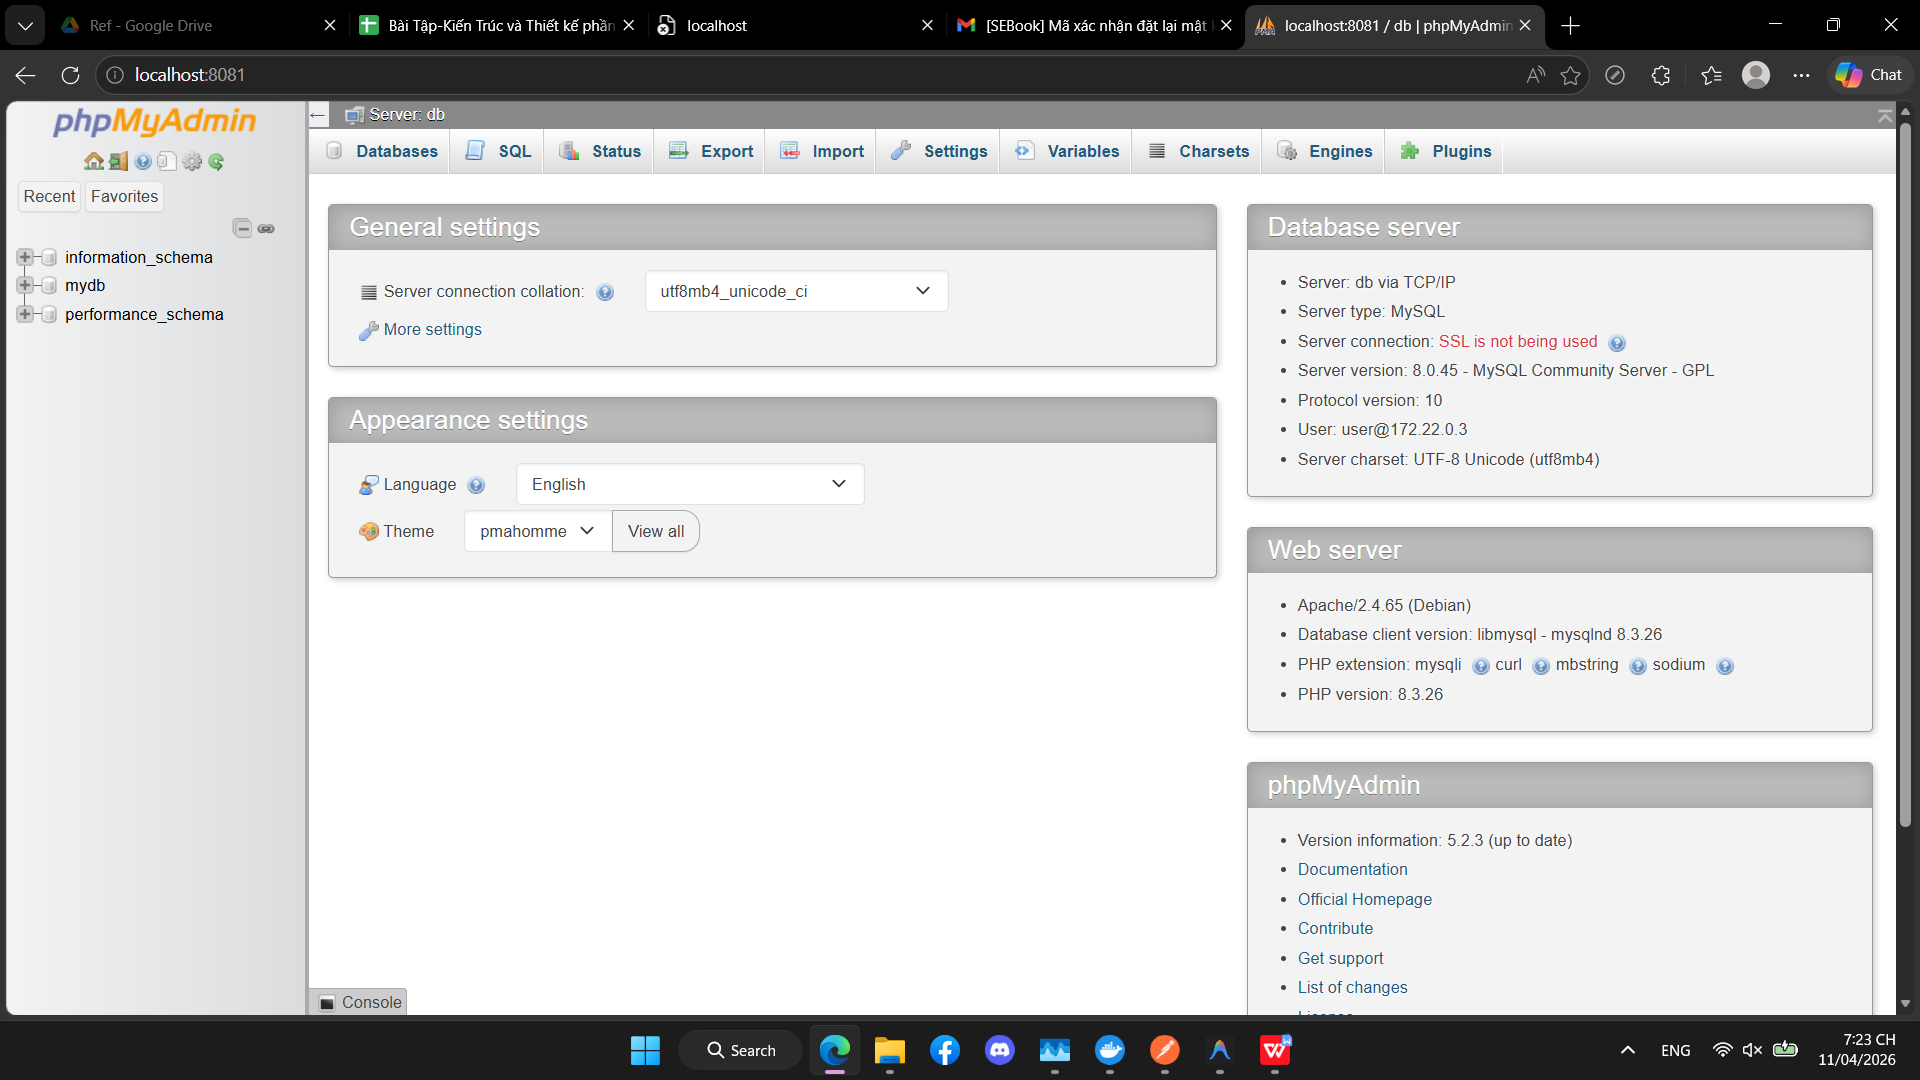 Ref - Google Drive
Bài Tập-Kiến Trúc và Thiết kế phần
localhost
[SEBook] Mã xác nhận đặt lại mật
localhost:8081 / db | phpMyAdmin
localhost:8081
Chat
phpMyAdmin
Recent
Favorites
information_schema
mydb
performance_schema
Server: db
Databases
SQL
Status
Export
Import
Settings
Variables
Charsets
Engines
Plugins
General settings
Server connection collation:
utf8mb4_unicode_ci
More settings
Appearance settings
Language
English
Theme
pmahomme
View all
Database server
Server: db via TCP/IP
Server type: MySQL
Server connection: SSL is not being used
Server version: 8.0.45 - MySQL Community Server - GPL
Protocol version: 10
User: user@172.22.0.3
Server charset: UTF-8 Unicode (utf8mb4)
Web server
Apache/2.4.65 (Debian)
Database client version: libmysql - mysqlnd 8.3.26
PHP extension: mysqli curl mbstring sodium
PHP version: 8.3.26
phpMyAdmin
Version information: 5.2.3 (up to date)
Documentation
Official Homepage
Contribute
Get support
List of changes
Console
Search
ENG
7:23 CH
11/04/2026